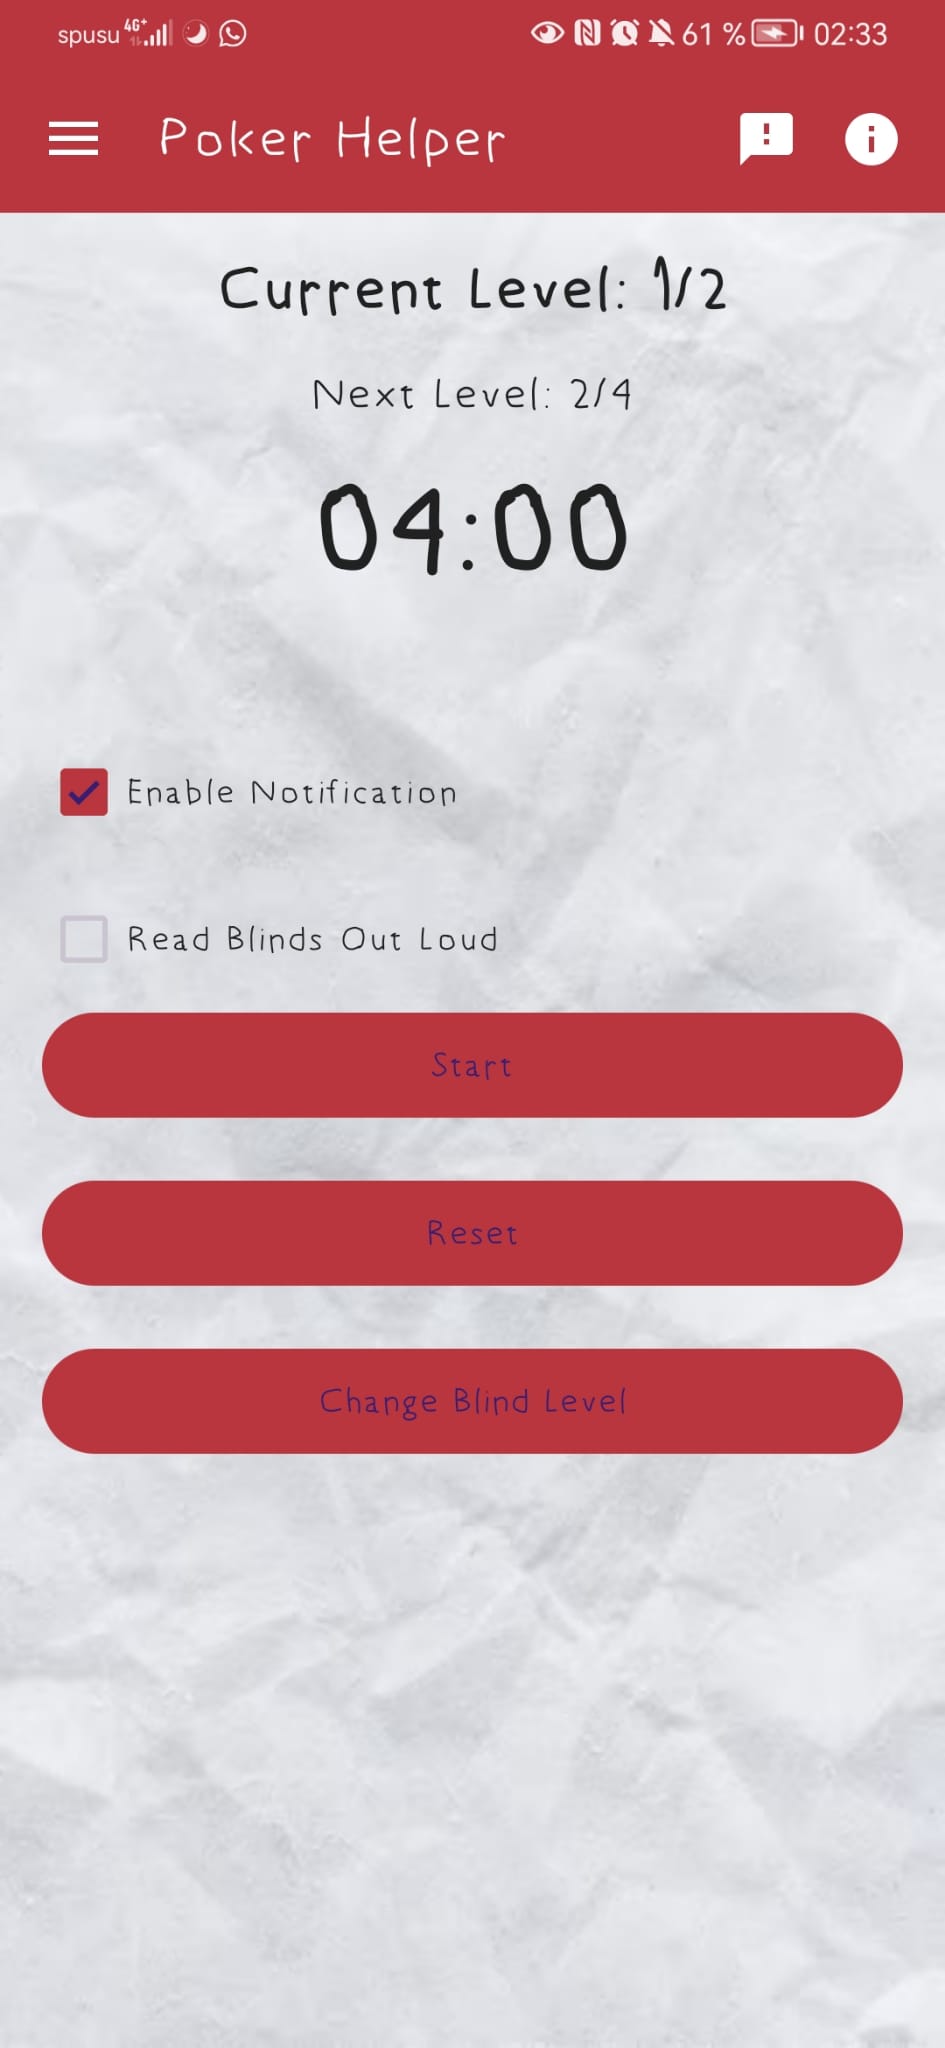 spusu 4G+ 61 % 02:33
Poker Helper
Current Level: 1/2
Next Level: 2/4
04:00
Enable Notification
Read Blinds Out Loud
Start
Reset
Change Blind Level